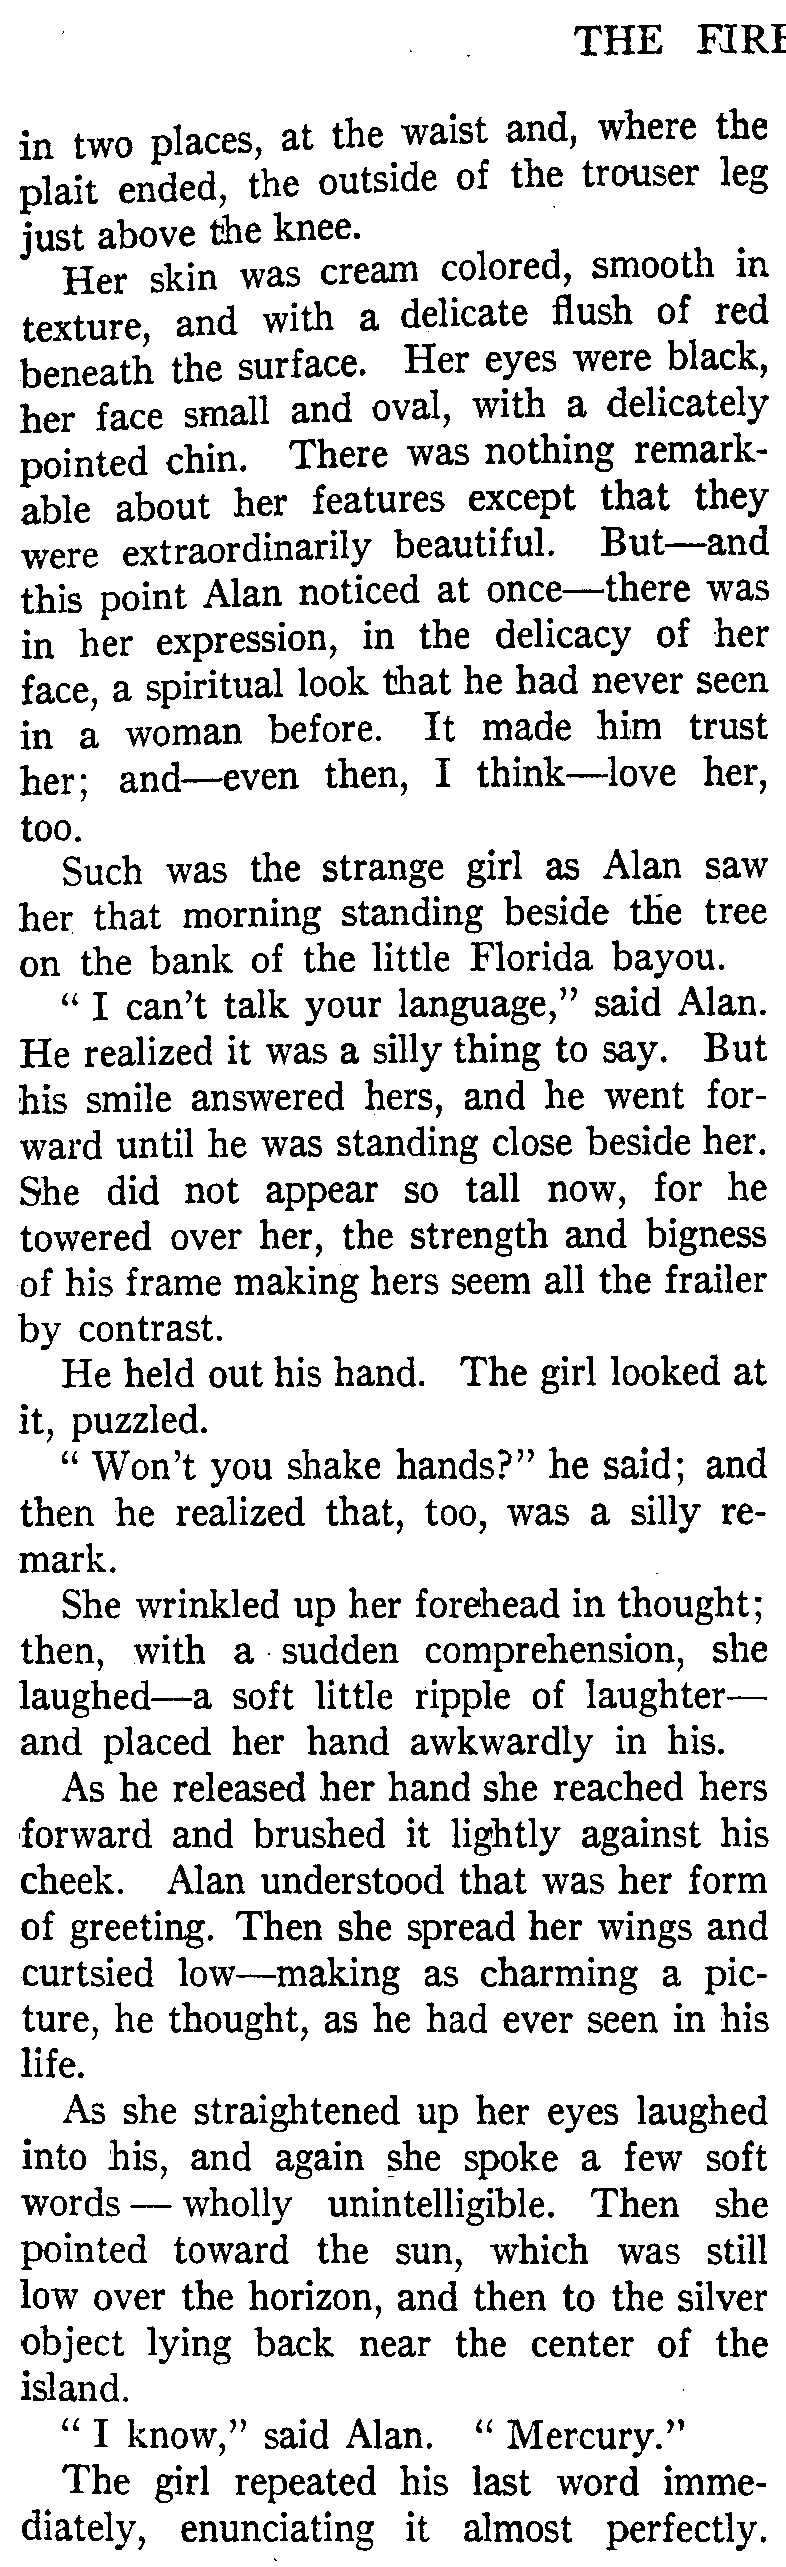 THE FIRE
in two places, at the waist and, where the
plait ended, the outside of the trouser leg
just above the knee.
Her skin was cream colored, smooth in
texture, and with a delicate flush of red
beneath the surface. Her eyes were black,
her face small and oval, with a delicately
pointed chin. There was nothing remark-
able about her features except that they
were extraordinarily beautiful. But—and
this point Alan noticed at once—there was
in her expression, in the delicacy of her
face, a spiritual look that he had never seen
in a woman before. It made him trust
her; and—even then, I think—love her,
too.
Such was the strange girl as Alan saw
her that morning standing beside the tree
on the bank of the little Florida bayou.
“ I can't talk your language,” said Alan.
He realized it was a silly thing to say. But
his smile answered hers, and he went for-
ward until he was standing close beside her.
She did not appear so tall now, for he
towered over her, the strength and bigness
of his frame making hers seem all the frailer
by contrast.
He held out his hand. The girl looked at
it, puzzled.
“ Won't you shake hands?” he said; and
then he realized that, too, was a silly re-
mark.
She wrinkled up her forehead in thought;
then, with a sudden comprehension, she
laughed—a soft little ripple of laughter—
and placed her hand awkwardly in his.
As he released her hand she reached hers
forward and brushed it lightly against his
cheek. Alan understood that was her form
of greeting. Then she spread her wings and
curtsied low—making as charming a pic-
ture, he thought, as he had ever seen in his
life.
As she straightened up her eyes laughed
into his, and again she spoke a few soft
words — wholly unintelligible. Then she
pointed toward the sun, which was still
low over the horizon, and then to the silver
object lying back near the center of the
island.
“ I know,” said Alan. “ Mercury.”
The girl repeated his last word imme-
diately, enunciating it almost perfectly.